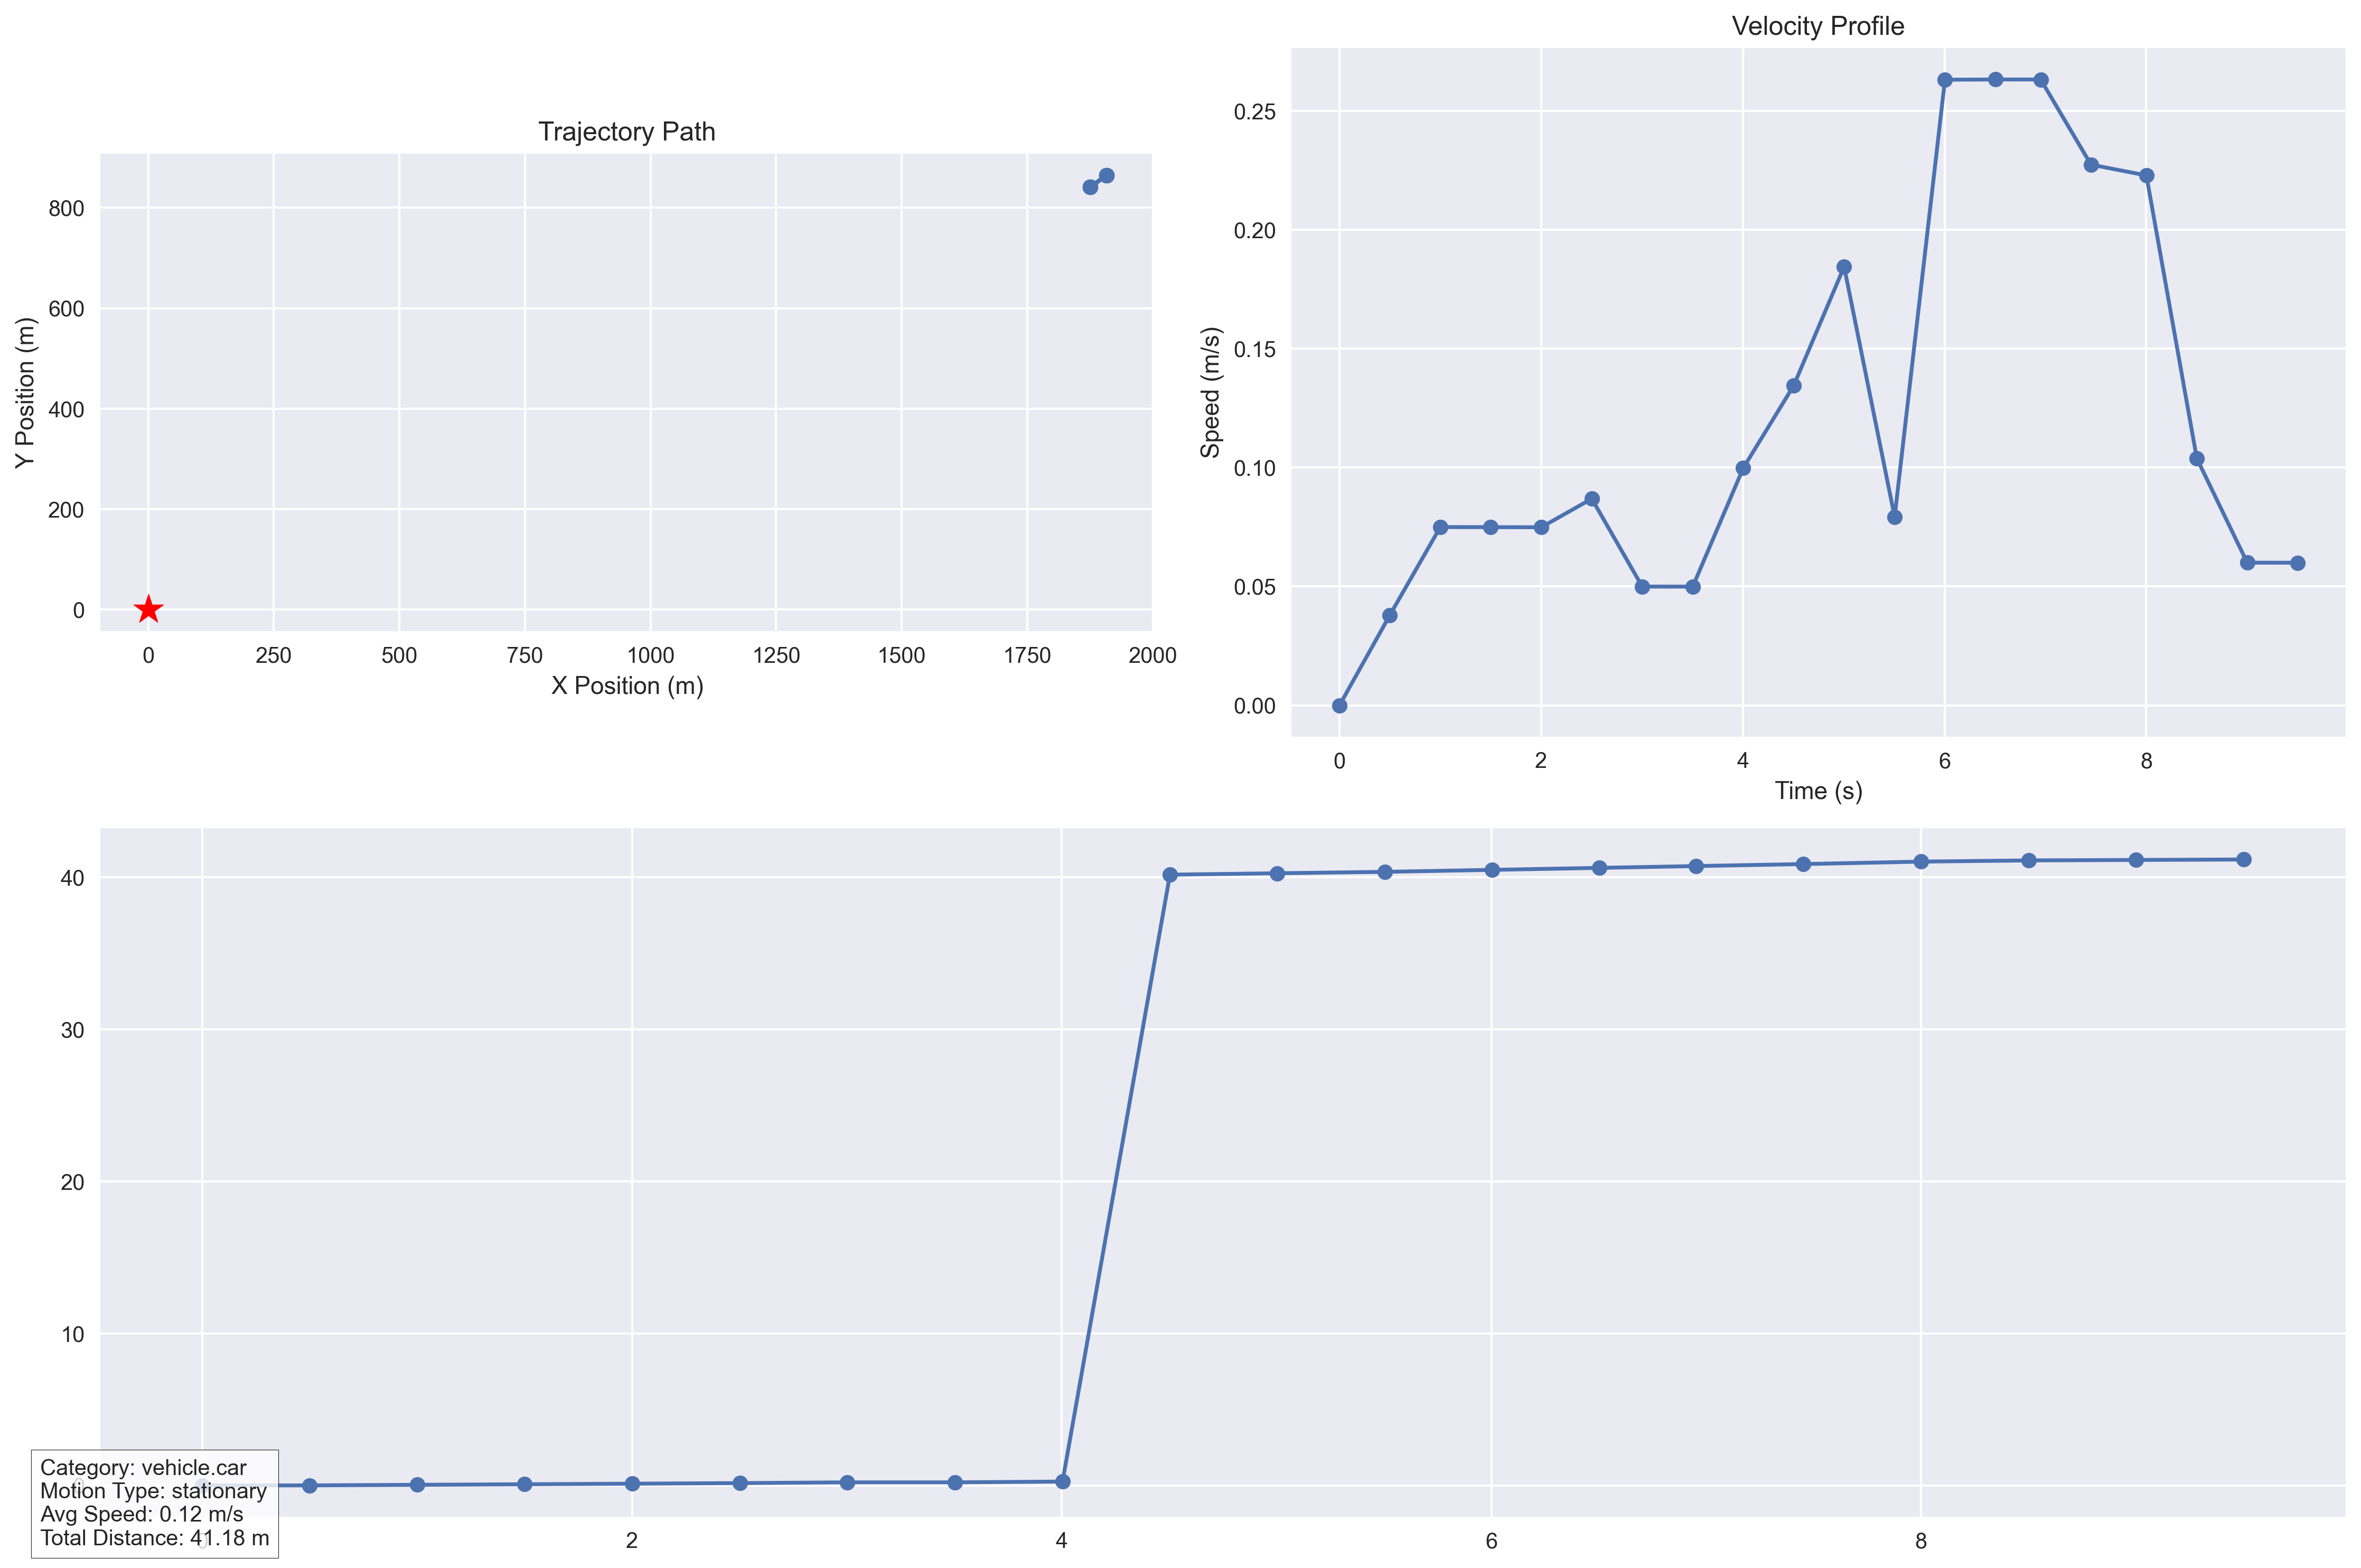 Trajectory Path
Y Position (m)
800
600
400
200
0
0 250 500 750 1000 1250 1500 1750 2000
X Position (m)
Velocity Profile
Speed (m/s)
0.25
0.20
0.15
0.10
0.05
0.00
0 2 4 6 8
Time (s)
40
30
20
10
0
0 2 4 6 8
Category: vehicle.car
Motion Type: stationary
Avg Speed: 0.12 m/s
Total Distance: 41.18 m